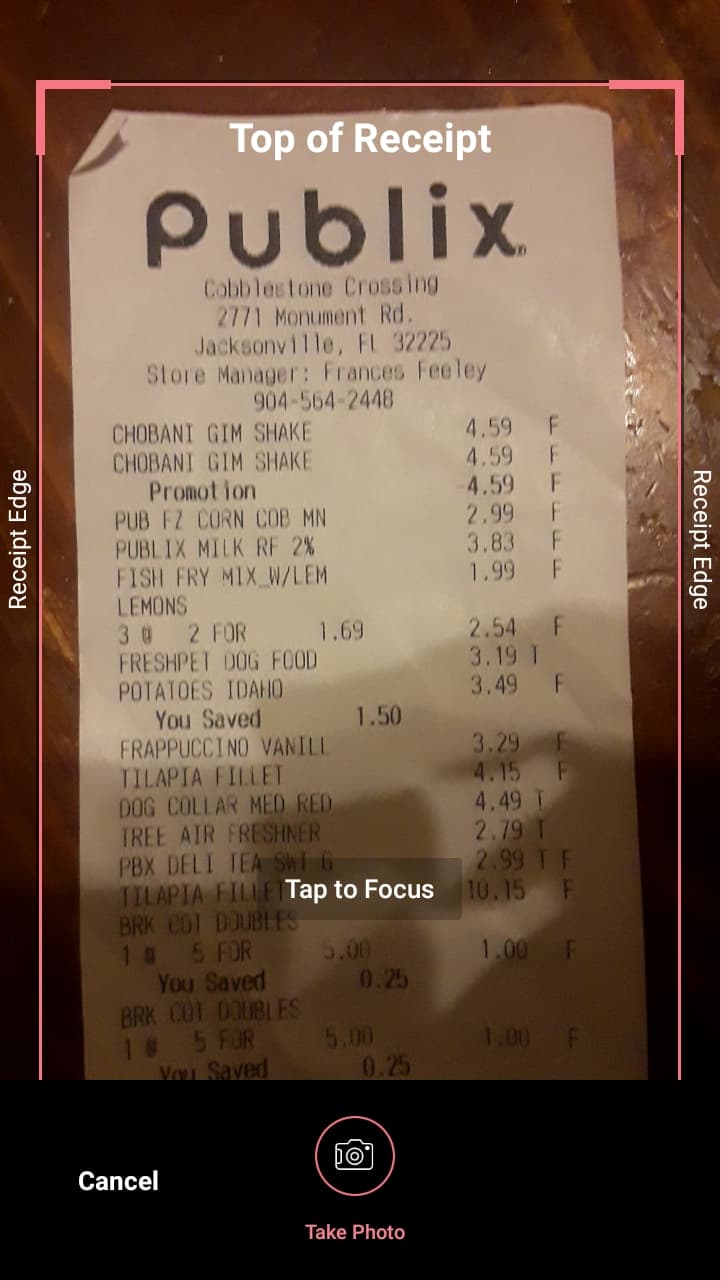 Top of Receipt
Publix
Cobblestone Crossing
2771 Monument Rd.
Jacksonville, FL 32225
Store Manager: Frances Feeley
904-564-2448
CHOBANI GIM SHAKE 4.59 F
CHOBANI GIM SHAKE 4.59 F
Promotion -4.59 F
PUB FZ CORN COB MN 2.99 F
PUBLIX MILK RF 2% 3.83 F
FISH FRY MIX_W/LEM 1.99 F
LEMONS
3 @ 2 FOR 1.69 2.54 F
FRESHPET DOG FOOD 3.19 T
POTATOES IDAHO 3.49 F
You Saved 1.50
FRAPPUCCINO VANILL 3.29 F
TILAPIA FILLET 4.15 F
DOG COLLAR MED RED 4.49 T
TREE AIR FRESHNER 2.79 T
PBX DELI TEA SWT G 2.99 T F
TILAPIA FILLET 10.15 F
BRK COT DOUBLES
1 @ 5 FOR 5.00 1.00 F
You Saved 0.25
BRK COT DOUBLES
1 @ 5 FOR 5.00 1.00 F
You Saved 0.25
Receipt Edge
Receipt Edge
Tap to Focus
Cancel
Take Photo